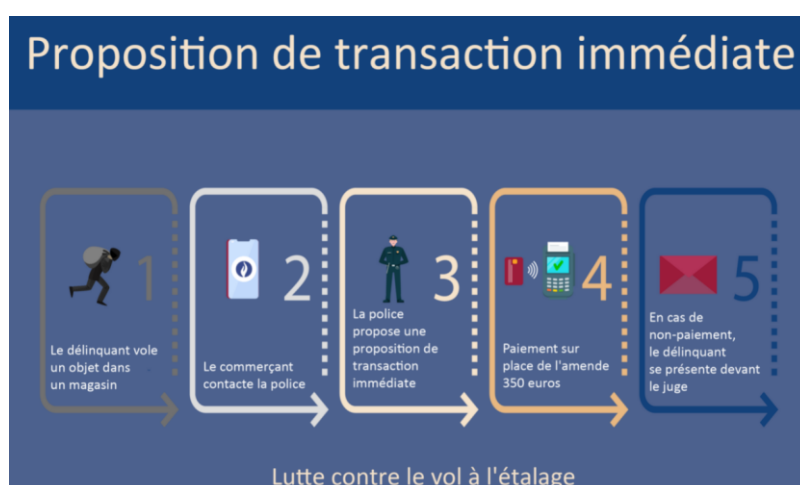 Proposition de transaction immédiate
1
Le délinquant vole
un objet dans
un magasin
2
Le commerçant
contacte la police
3
La police
propose une
proposition de
transaction
immédiate
4
Paiement sur
place de l'amende
350 euros
5
En cas de
non-paiement,
le délinquant
se présente devant
le juge
Lutte contre le vol à l'étalage